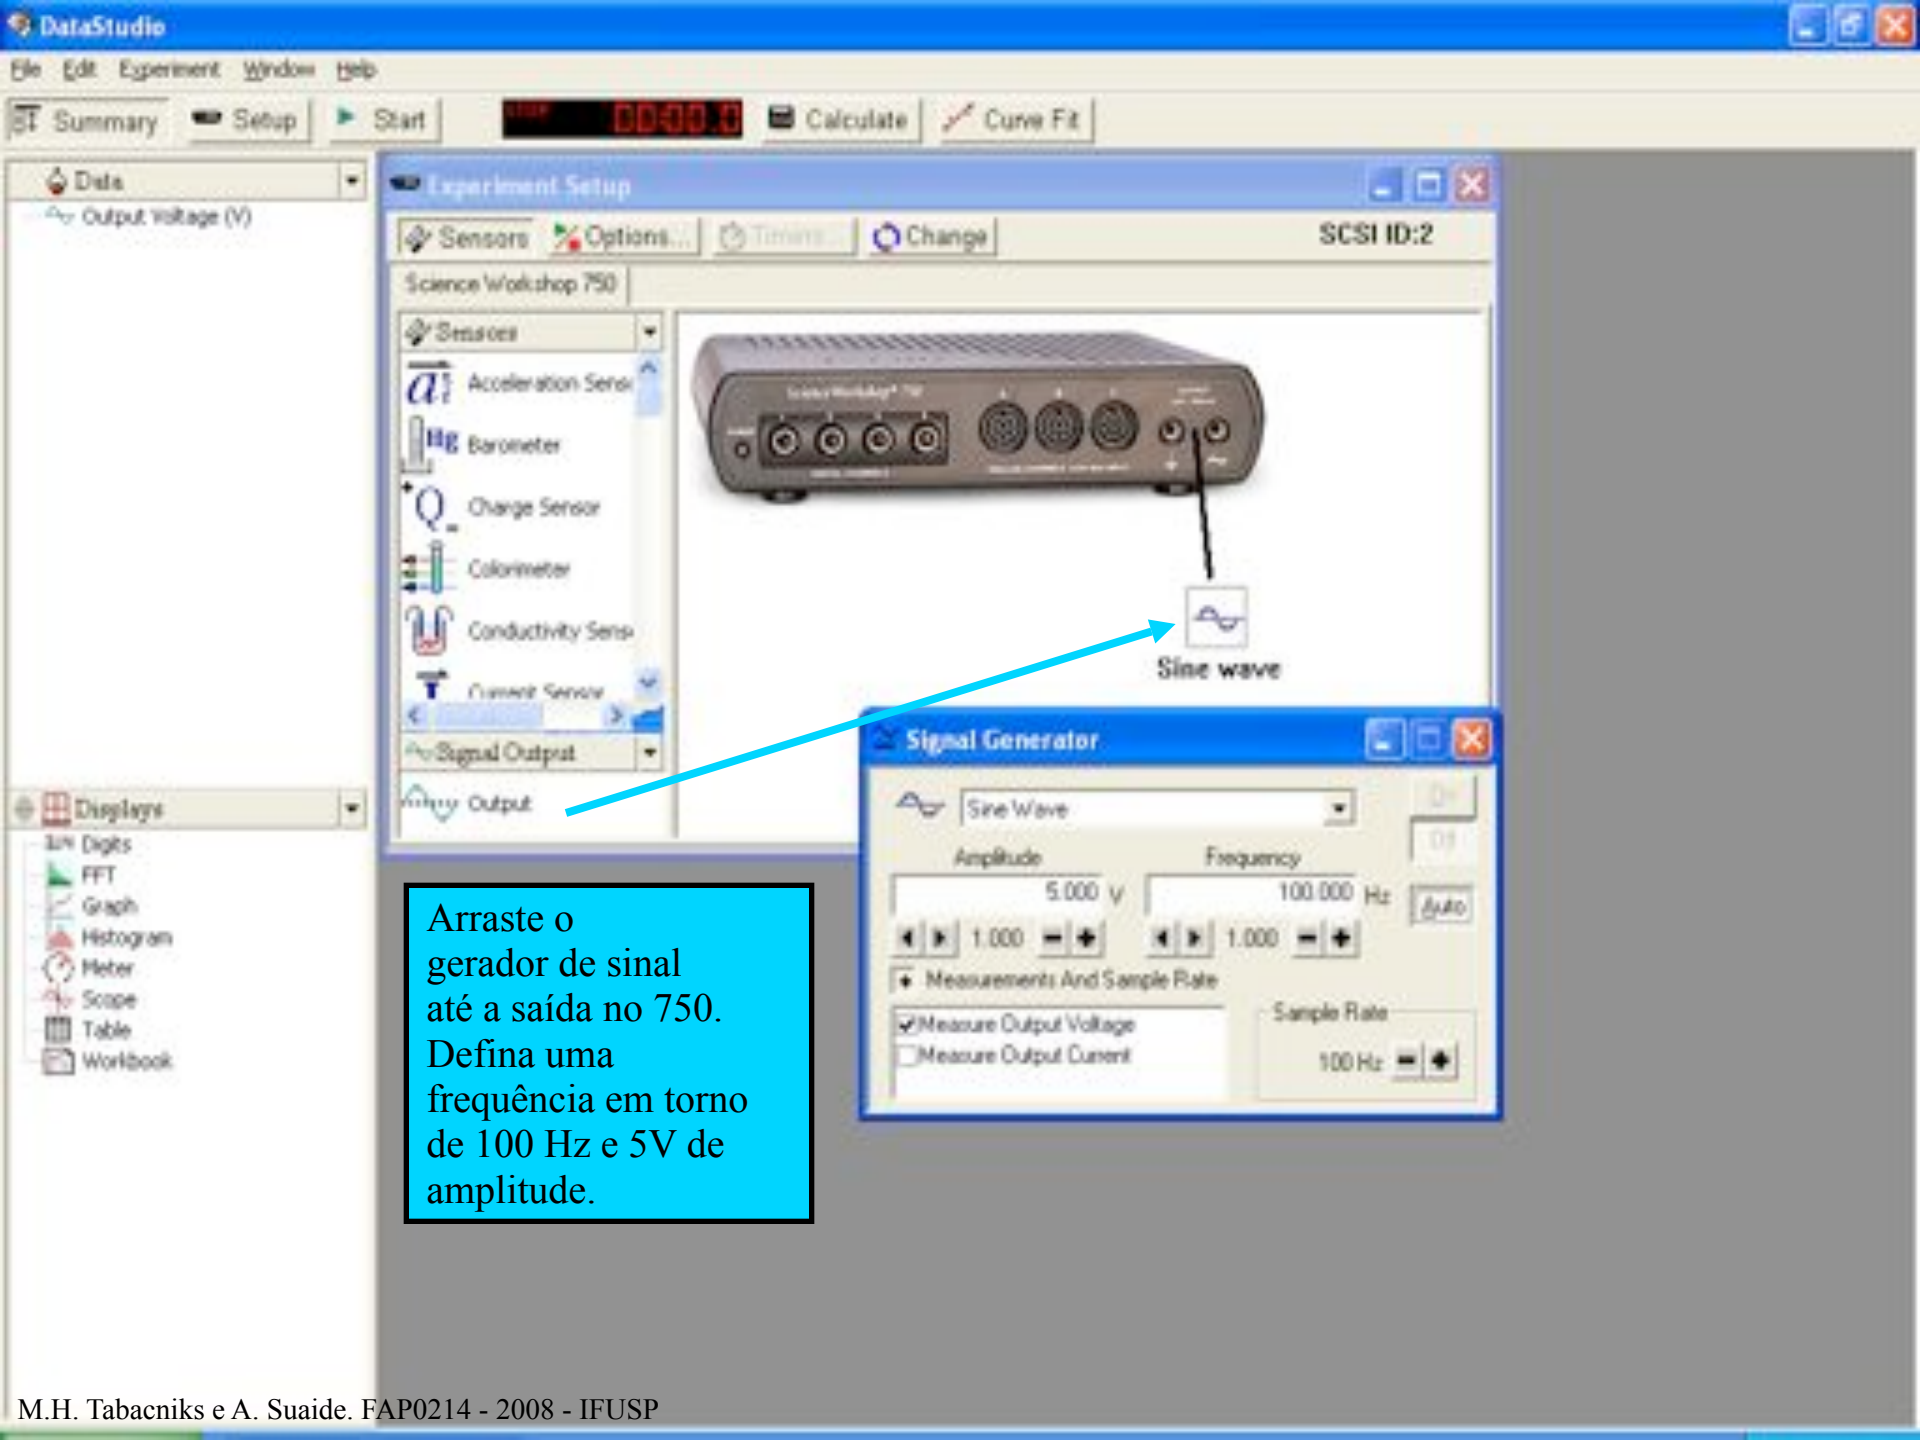 DataStudio
File Edit Experiment Window Help
Summary Setup Start Calculate Curve Fit
Data
Output Voltage (V)
Experiment Setup
Sensors Options... Timers... Change SCSI ID:2
Science Workshop 750
Sensors
Acceleration Sens
Barometer
Charge Sensor
Colorimeter
Conductivity Sens
Current Sensor
Signal Output
Output
Sine wave
Signal Generator
Sine Wave
Amplitude Frequency
5.000 V 100.000 Hz
Auto
1.000 1.000
Measurements And Sample Rate
Measure Output Voltage
Measure Output Current
Sample Rate
100 Hz
Displays
Digits
FFT
Graph
Histogram
Meter
Scope
Table
Workbook
Arraste o
gerador de sinal
até a saída no 750.
Defina uma
frequência em torno
de 100 Hz e 5V de
amplitude.
M.H. Tabacniks e A. Suaide. FAP0214 - 2008 - IFUSP